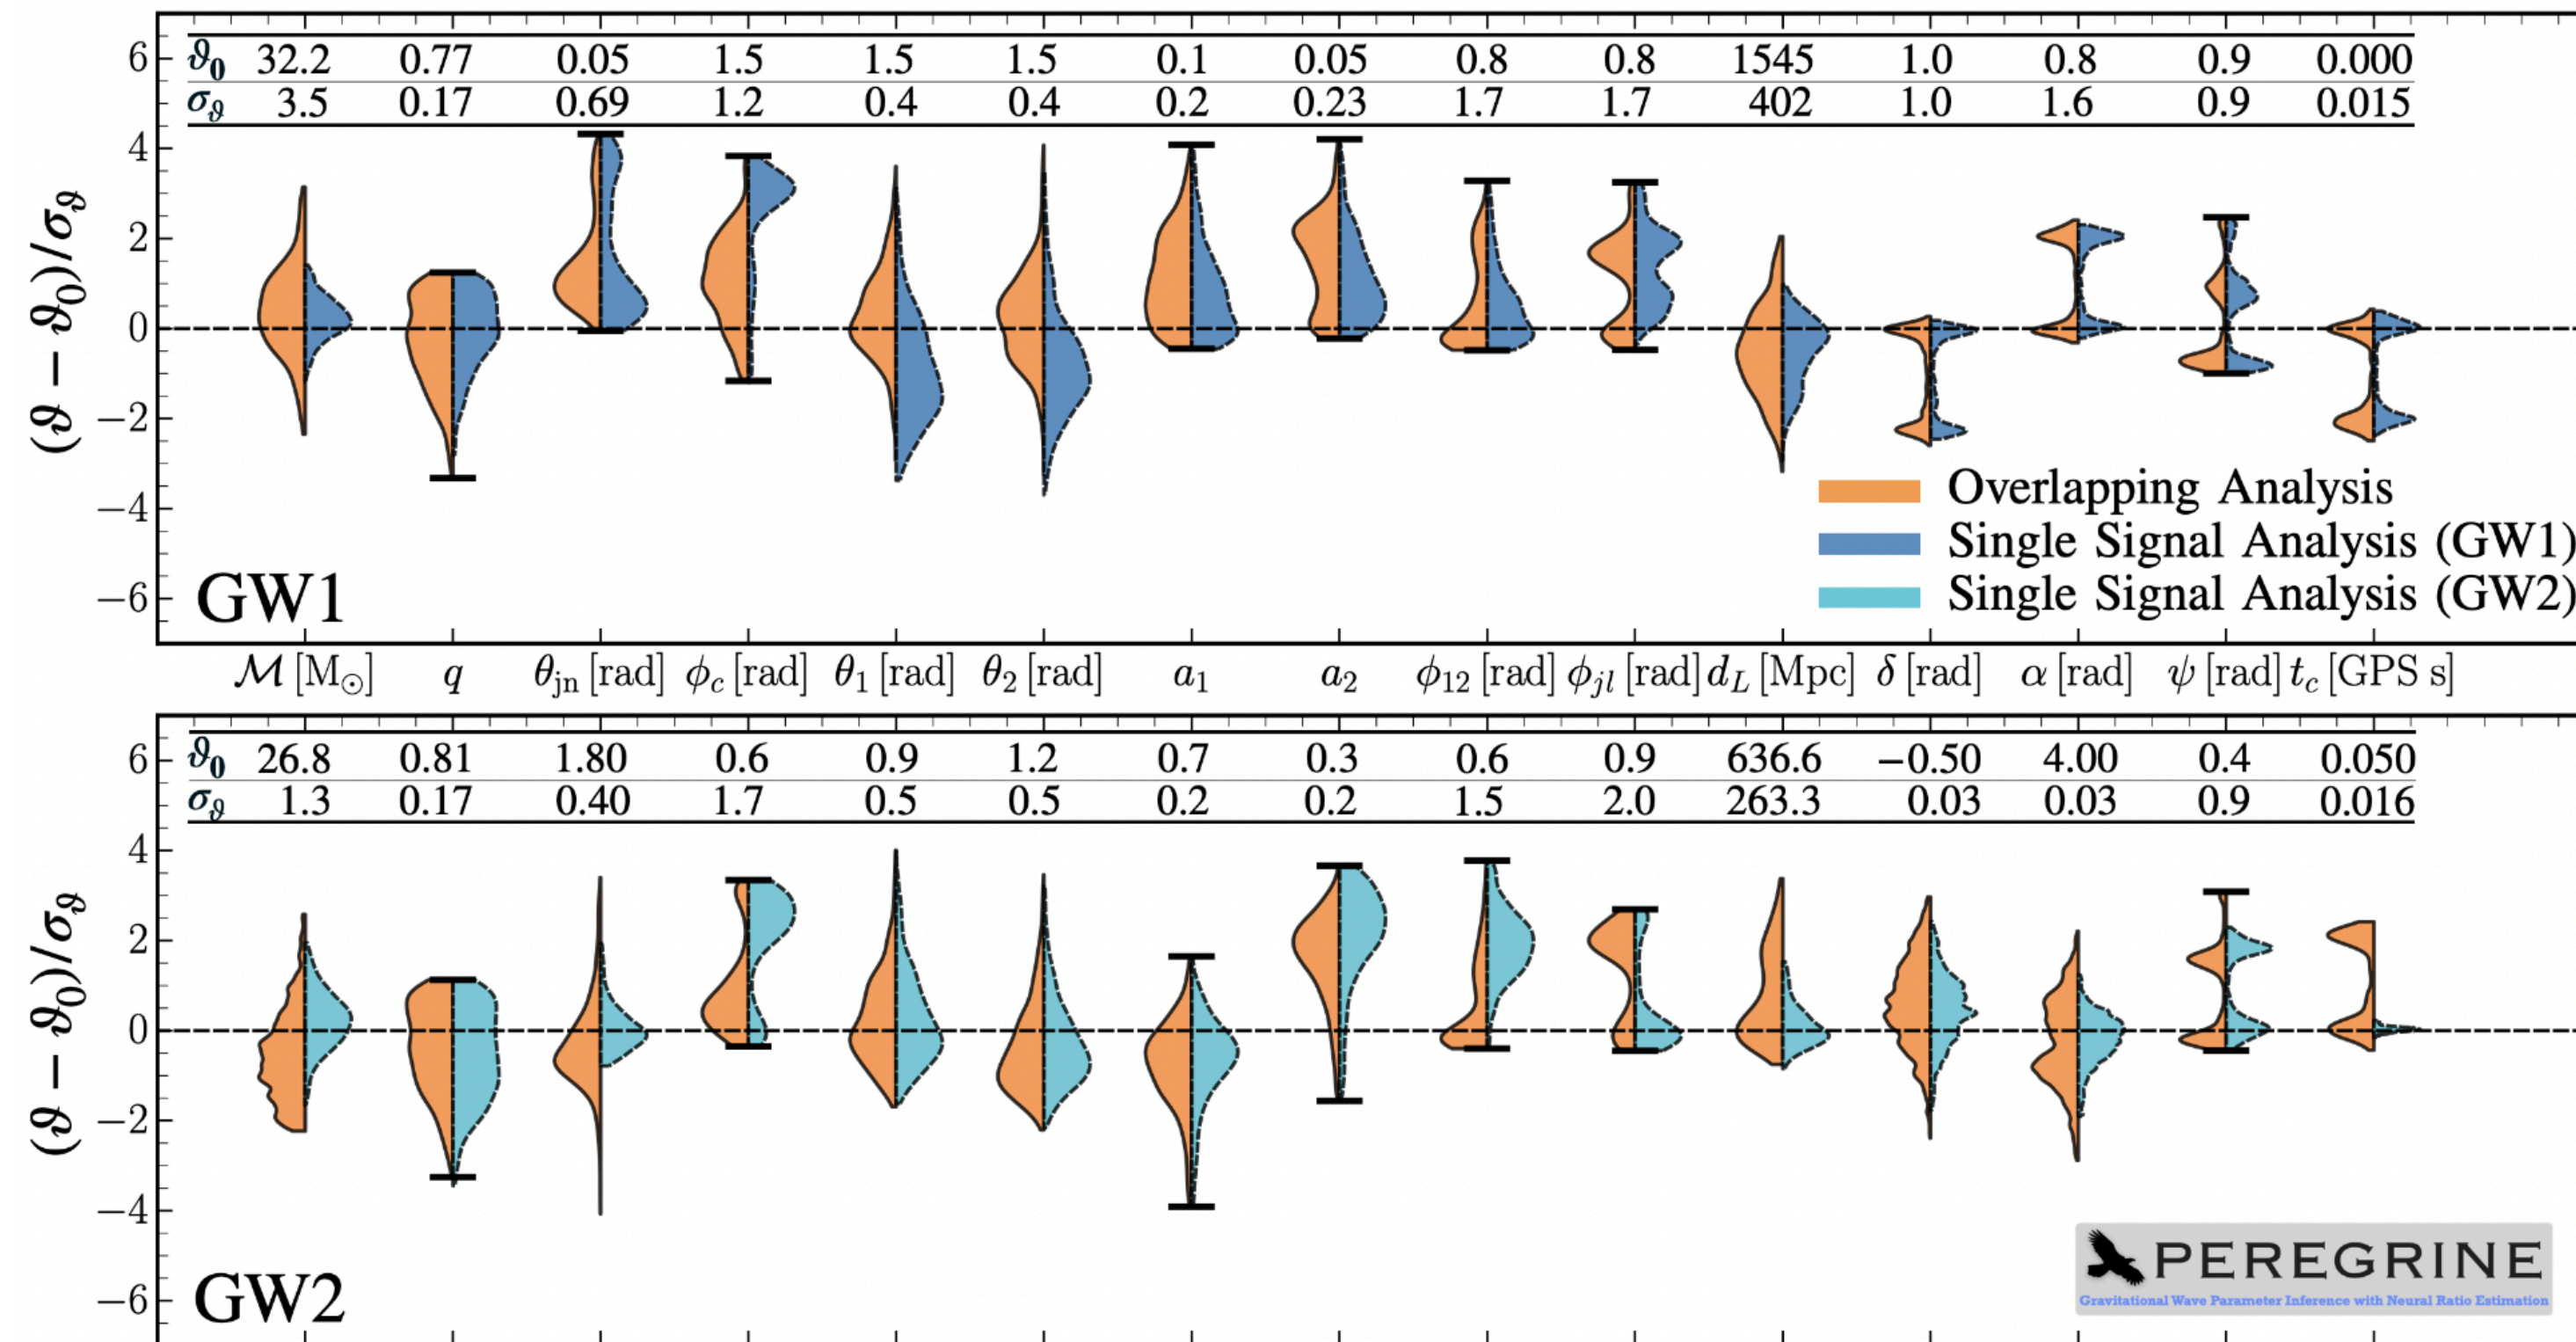 ϑ₀ 32.2 0.77 0.05 1.5 1.5 1.5 0.1 0.05 0.8 0.8 1545 1.0 0.8 0.9 0.000
σ_ϑ 3.5 0.17 0.69 1.2 0.4 0.4 0.2 0.23 1.7 1.7 402 1.0 1.6 0.9 0.015
6
4
2
0
−2
−4
−6
(ϑ − ϑ₀)/σ_ϑ
Overlapping Analysis
Single Signal Analysis (GW1)
Single Signal Analysis (GW2)
GW1
ℳ [M⊙] q θ_jn [rad] ϕ_c [rad] θ₁ [rad] θ₂ [rad] a₁ a₂ ϕ₁₂ [rad] ϕ_jl [rad] d_L [Mpc] δ [rad] α [rad] ψ [rad] t_c [GPS s]
ϑ₀ 26.8 0.81 1.80 0.6 0.9 1.2 0.7 0.3 0.6 0.9 636.6 −0.50 4.00 0.4 0.050
σ_ϑ 1.3 0.17 0.40 1.7 0.5 0.5 0.2 0.2 1.5 2.0 263.3 0.03 0.03 0.9 0.016
6
4
2
0
−2
−4
−6
(ϑ − ϑ₀)/σ_ϑ
GW2
PEREGRINE
Gravitational Wave Parameter Inference with Neural Ratio Estimation